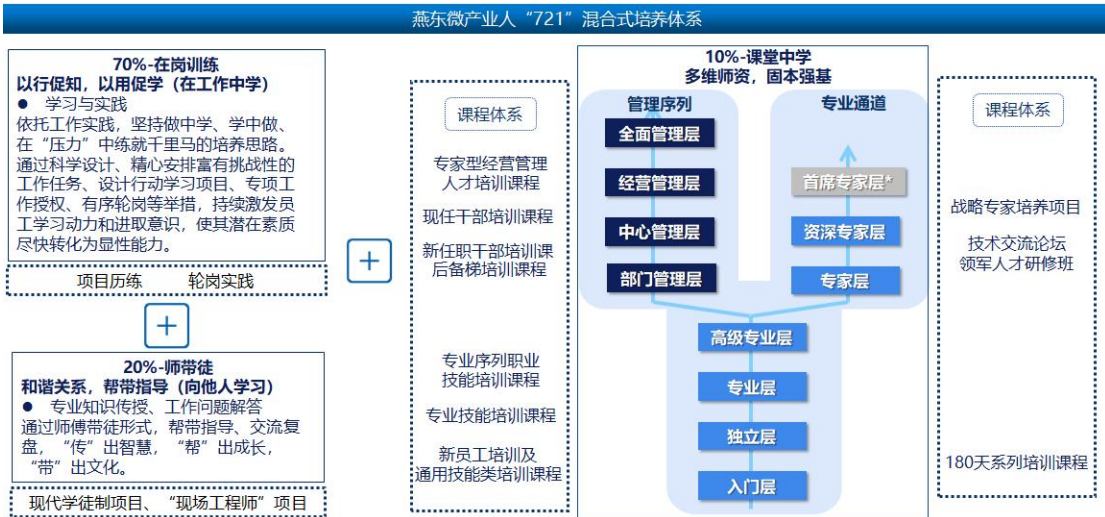 燕东微产业人“721”混合式培养体系
70%-在岗训练
以行促知，以用促学（在工作中学）
● 学习与实践
依托工作实践，坚持做中学、学中做、
在“压力”中练就千里马的培养思路。
通过科学设计、精心安排富有挑战性的
工作任务、设计行动学习项目、专项工
作授权、有序轮岗等举措，持续激发员
工学习动力和进取意识，使其潜在素质
尽快转化为显性能力。
项目历练 轮岗实践
20%-师带徒
和谐关系，帮带指导（向他人学习）
● 专业知识传授、工作问题解答
通过师傅带徒形式，帮带指导、交流复
盘，“传”出智慧，“帮”出成长，
“带”出文化。
现代学徒制项目、“现场工程师”项目
课程体系
专家型经营管理
人才培训课程
现任干部培训课程
新任职干部培训课
后备梯培训课程
专业序列职业
技能培训课程
专业技能培训课程
新员工培训及
通用技能类培训课程
10%-课堂中学
多维师资，固本强基
管理序列
全面管理层
经营管理层
中心管理层
部门管理层
专业通道
首席专家层*
资深专家层
专家层
高级专业层
专业层
独立层
入门层
课程体系
战略专家培养项目
技术交流论坛
领军人才研修班
180天系列培训课程